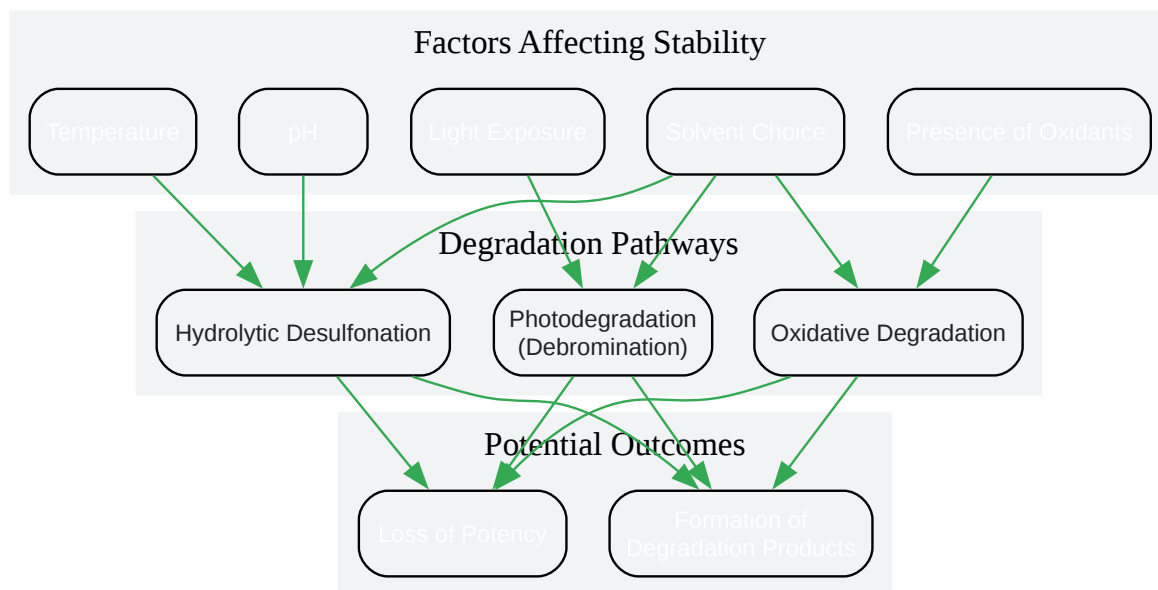 Factors Affecting Stability
Temperature
pH
Light Exposure
Solvent Choice
Presence of Oxidants
Degradation Pathways
Hydrolytic Desulfonation
Photodegradation
(Debromination)
Oxidative Degradation
Potential Outcomes
Loss of Potency
Formation of
Degradation Products